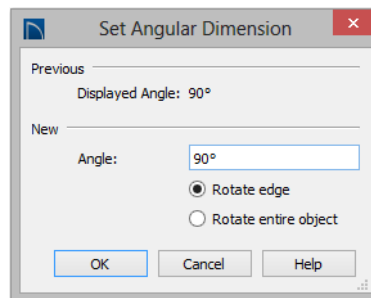 Set Angular Dimension
Previous
Displayed Angle: 90°
New
Angle: 90°
Rotate edge
Rotate entire object
OK Cancel Help